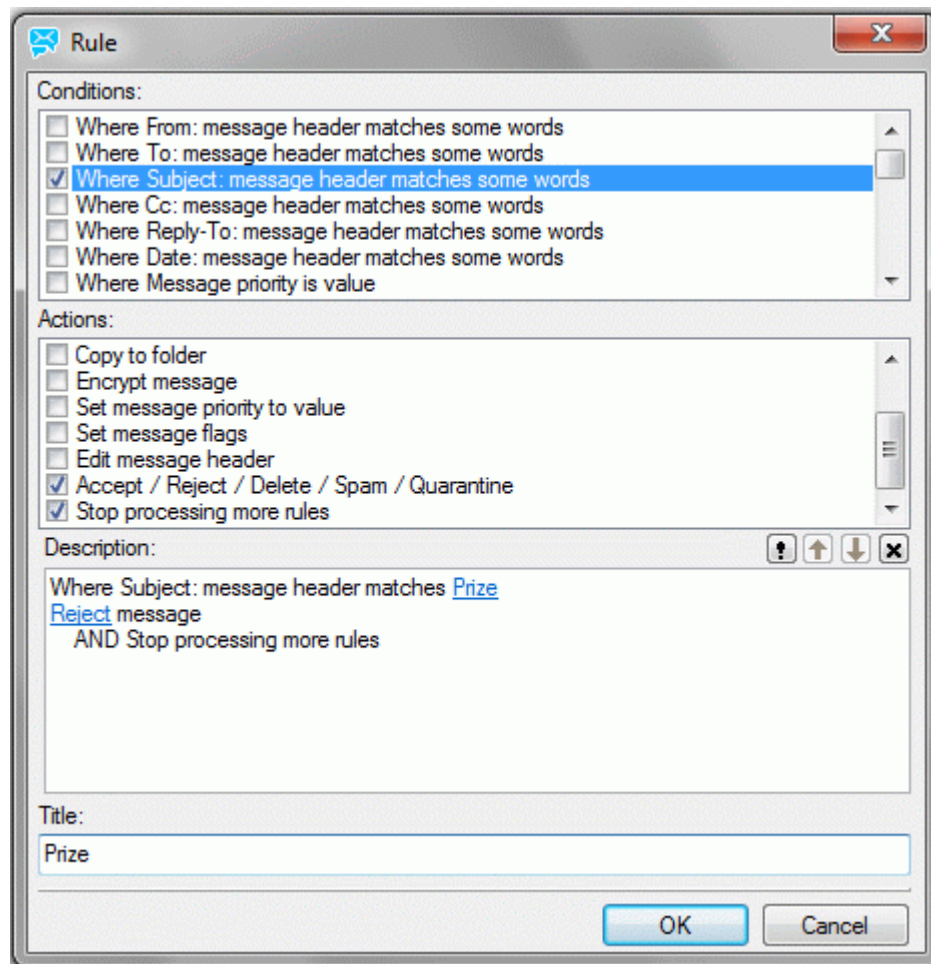 Rule
Conditions:
Where From: message header matches some words
Where To: message header matches some words
Where Subject: message header matches some words
Where Cc: message header matches some words
Where Reply-To: message header matches some words
Where Date: message header matches some words
Where Message priority is value
Actions:
Copy to folder
Encrypt message
Set message priority to value
Set message flags
Edit message header
Accept / Reject / Delete / Spam / Quarantine
Stop processing more rules
Description:
Where Subject: message header matches Prize
Reject message
AND Stop processing more rules
Title:
Prize
OK Cancel